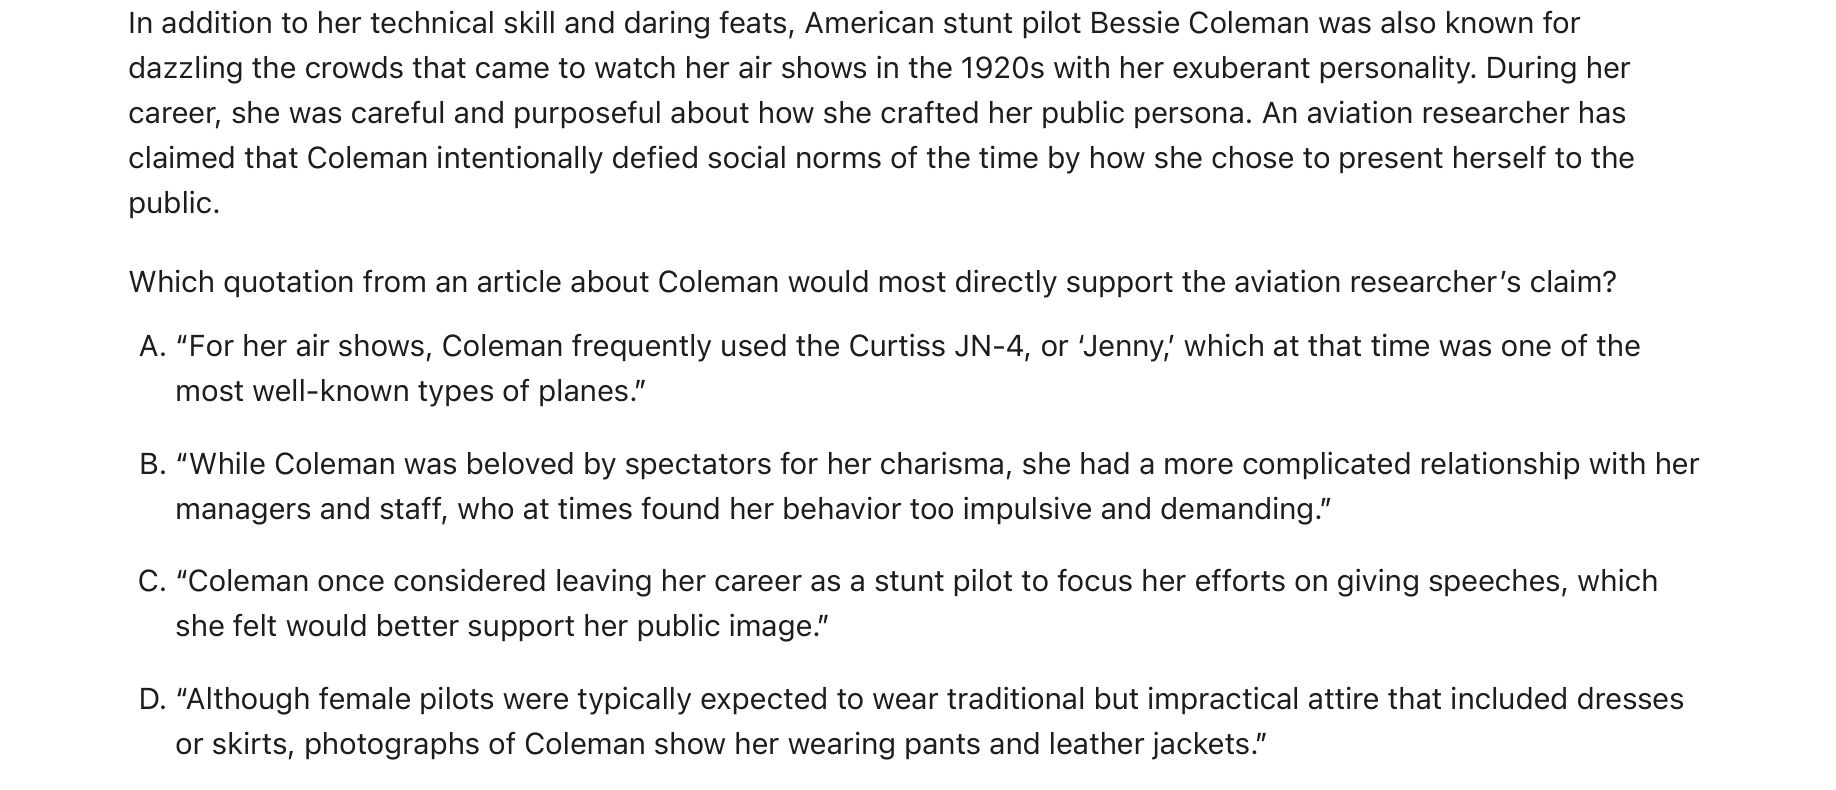 In addition to her technical skill and daring feats, American stunt pilot Bessie Coleman was also known for
dazzling the crowds that came to watch her air shows in the 1920s with her exuberant personality. During her
career, she was careful and purposeful about how she crafted her public persona. An aviation researcher has
claimed that Coleman intentionally defied social norms of the time by how she chose to present herself to the
public.
Which quotation from an article about Coleman would most directly support the aviation researcher’s claim?
A. “For her air shows, Coleman frequently used the Curtiss JN-4, or ‘Jenny,’ which at that time was one of the
most well-known types of planes.”
B. “While Coleman was beloved by spectators for her charisma, she had a more complicated relationship with her
managers and staff, who at times found her behavior too impulsive and demanding.”
C. “Coleman once considered leaving her career as a stunt pilot to focus her efforts on giving speeches, which
she felt would better support her public image.”
D. “Although female pilots were typically expected to wear traditional but impractical attire that included dresses
or skirts, photographs of Coleman show her wearing pants and leather jackets.”